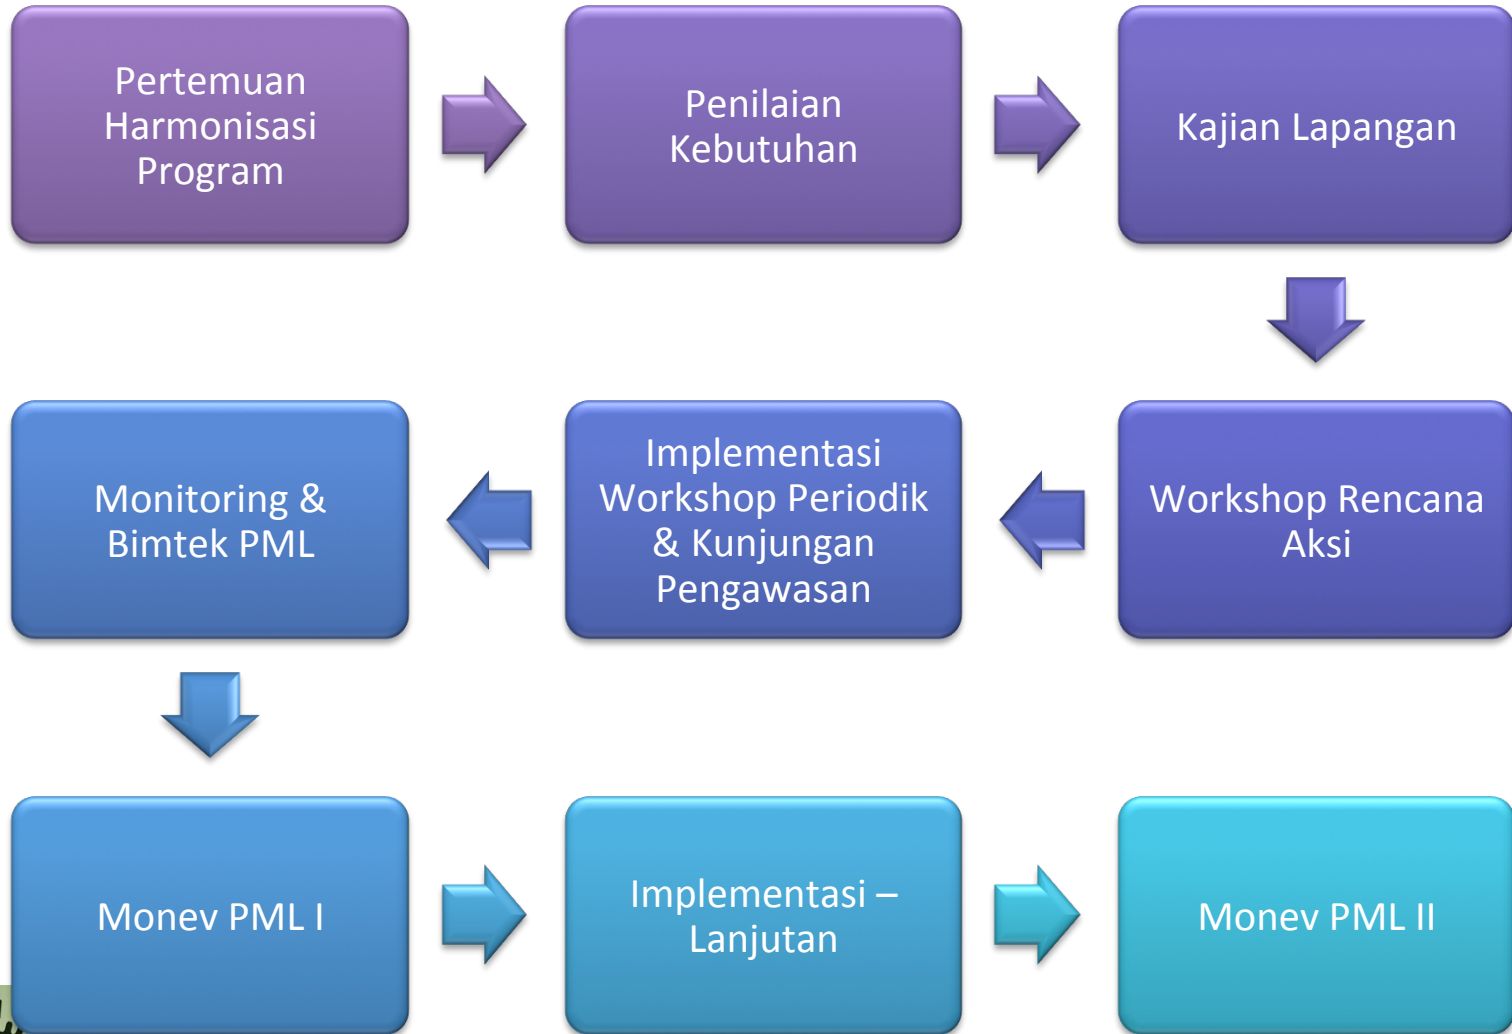 Pertemuan
Harmonisasi
Program
Penilaian
Kebutuhan
Kajian Lapangan
Workshop Rencana
Aksi
Implementasi
Workshop Periodik
& Kunjungan
Pengawasan
Monitoring &
Bimtek PML
Monev PML I
Implementasi –
Lanjutan
Monev PML II